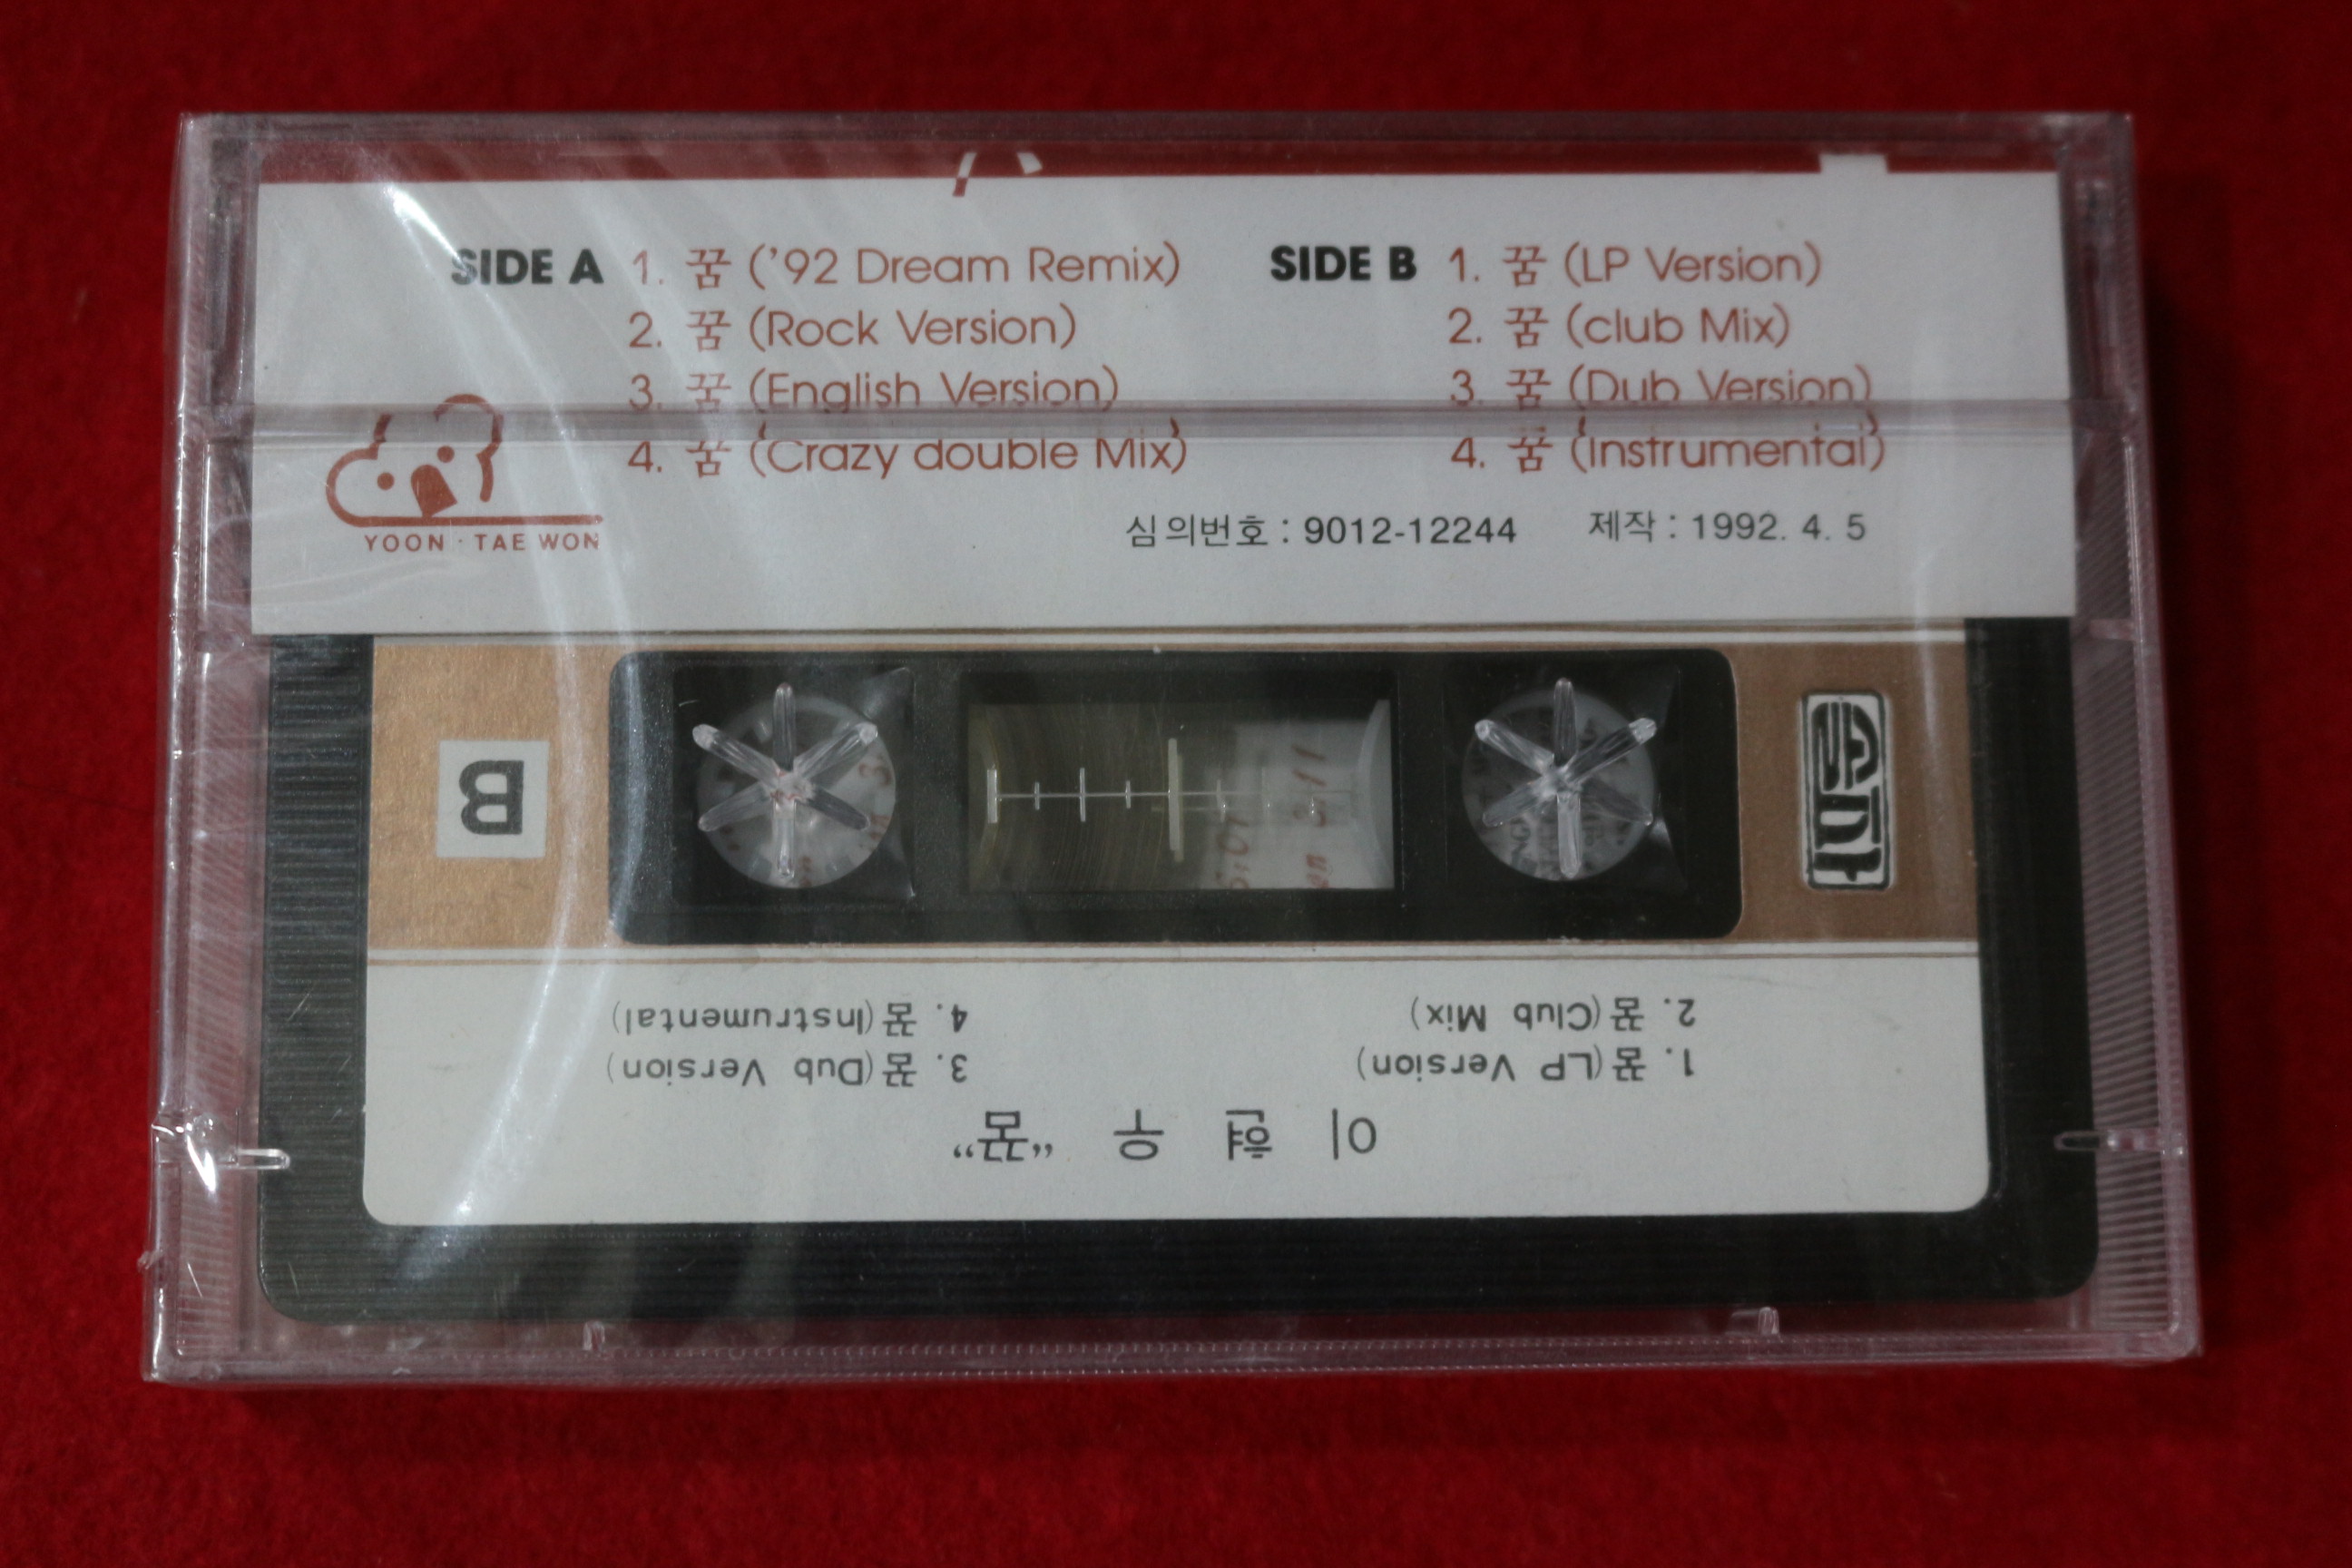 SIDE A 1. 꿈 ('92 Dream Remix)
2. 꿈 (Rock Version)
3. 꿈 (English Version)
4. 꿈 (Crazy double Mix)
SIDE B 1. 꿈 (LP Version)
2. 꿈 (club Mix)
3. 꿈 (Dub Version)
4. 꿈 (Instrumental)
YOON · TAE WON
심의번호 : 9012-12244 제작 : 1992. 4. 5
B
이 현 우 “꿈”
1. 꿈(LP Version)
2. 꿈(Club Mix)
3. 꿈(Dub Version)
4. 꿈(Instrumental)